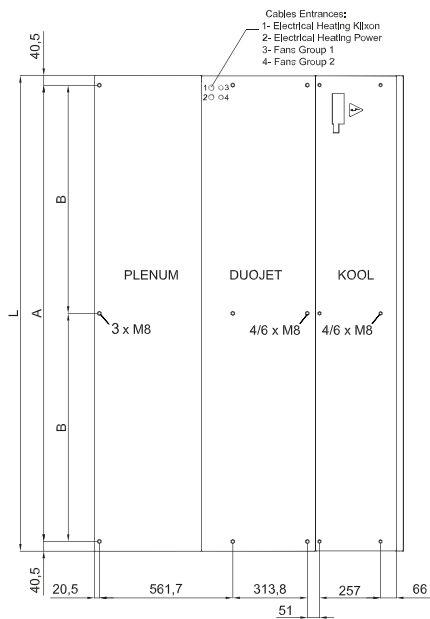 Cables Entrances:
1- Electrical Heating Klixon
2- Electrical Heating Power
3- Fans Group 1
4- Fans Group 2
40,5
1 3
2 4
B
PLENUM DUOJET KOOL
L
A
3 x M8 4/6 x M8 4/6 x M8
B
40,5
20,5 561,7 313,8 257 66
51